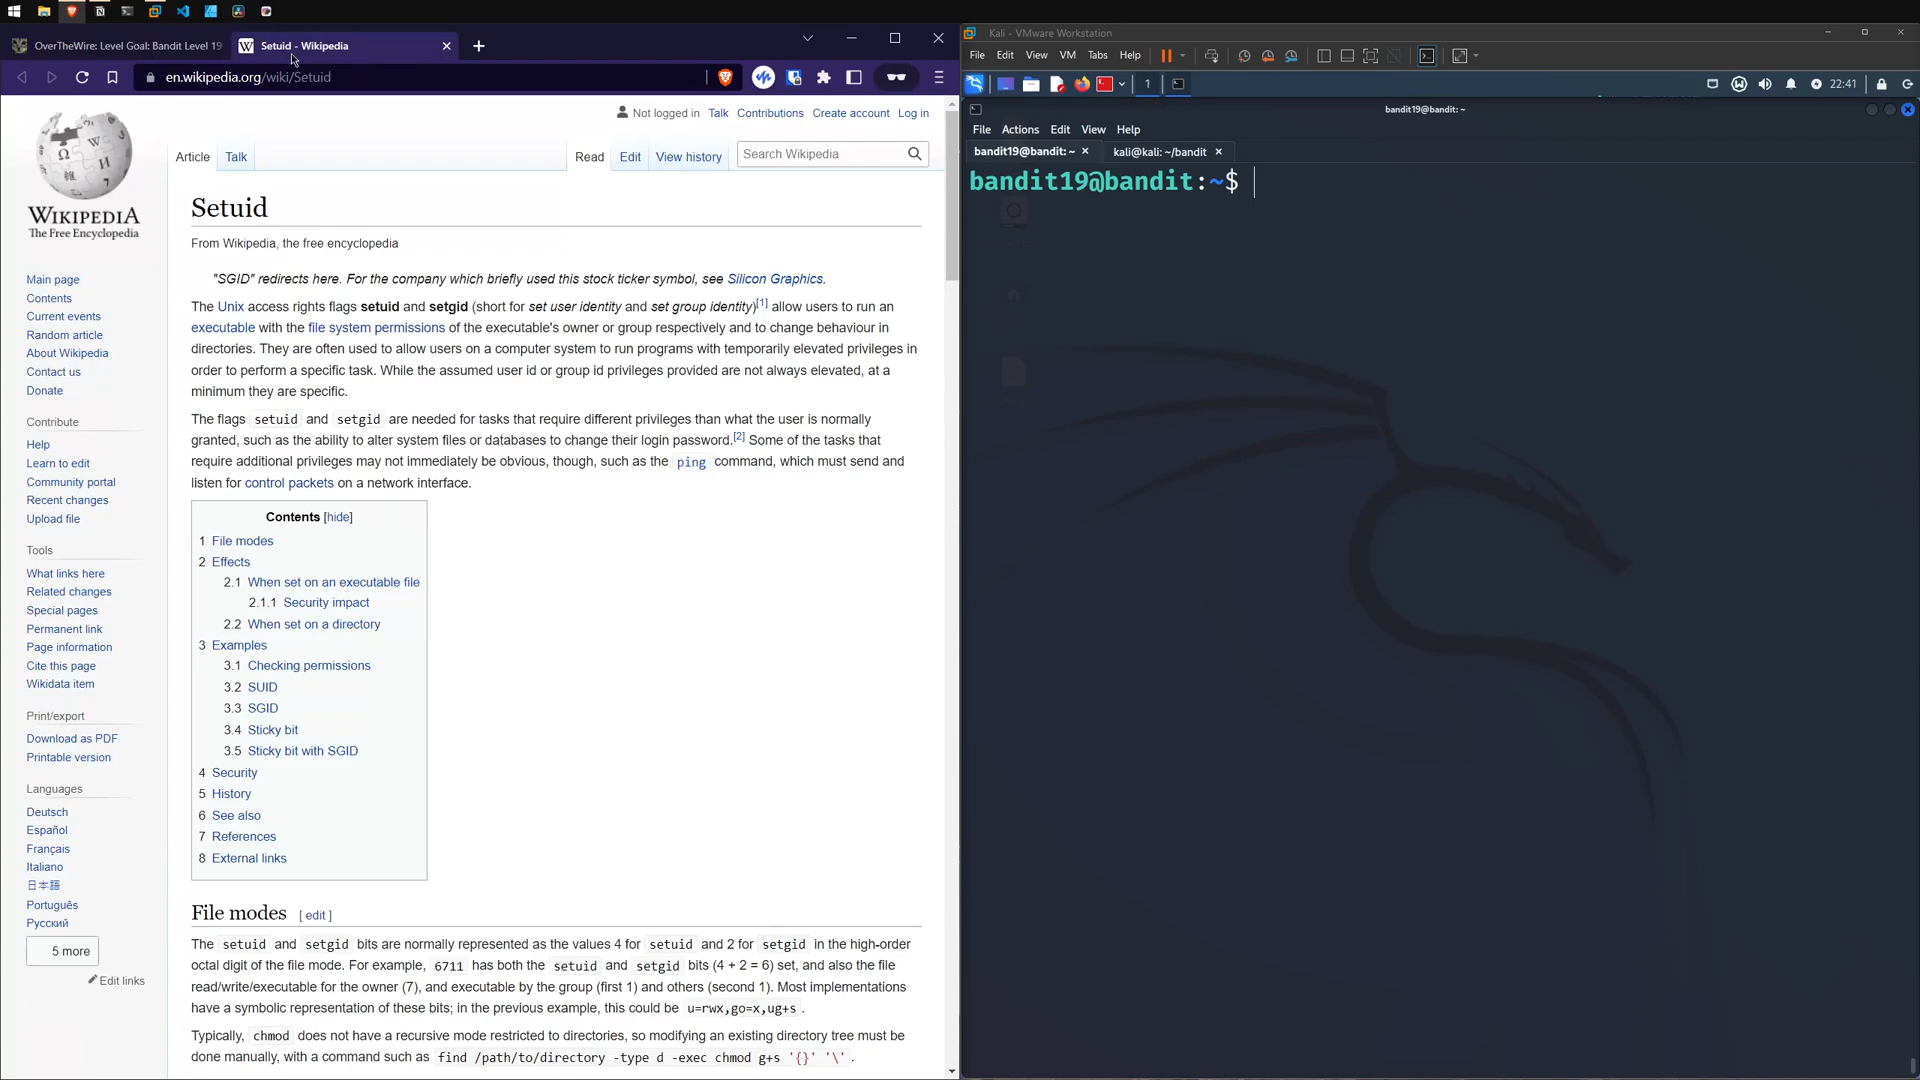 OverTheWire: Level Goal: Bandit Level 19
Setuid - Wikipedia
en.wikipedia.org/wiki/Setuid
Not logged in Talk Contributions Create account Log in
Article Talk Read Edit View history Search Wikipedia
WIKIPEDIA
The Free Encyclopedia
Main page
Contents
Current events
Random article
About Wikipedia
Contact us
Donate
Contribute
Help
Learn to edit
Community portal
Recent changes
Upload file
Tools
What links here
Related changes
Special pages
Permanent link
Page information
Cite this page
Wikidata item
Print/export
Download as PDF
Printable version
Languages
Deutsch
Español
Français
Italiano
日本語
Português
Русский
5 more
Edit links
Setuid
From Wikipedia, the free encyclopedia
"SGID" redirects here. For the company which briefly used this stock ticker symbol, see Silicon Graphics.
The Unix access rights flags setuid and setgid (short for set user identity and set group identity)[1] allow users to run an
executable with the file system permissions of the executable's owner or group respectively and to change behaviour in
directories. They are often used to allow users on a computer system to run programs with temporarily elevated privileges in
order to perform a specific task. While the assumed user id or group id privileges provided are not always elevated, at a
minimum they are specific.
The flags setuid and setgid are needed for tasks that require different privileges than what the user is normally
granted, such as the ability to alter system files or databases to change their login password.[2] Some of the tasks that
require additional privileges may not immediately be obvious, though, such as the ping command, which must send and
listen for control packets on a network interface.
Contents [hide]
1 File modes
2 Effects
2.1 When set on an executable file
2.1.1 Security impact
2.2 When set on a directory
3 Examples
3.1 Checking permissions
3.2 SUID
3.3 SGID
3.4 Sticky bit
3.5 Sticky bit with SGID
4 Security
5 History
6 See also
7 References
8 External links
File modes [ edit ]
The setuid and setgid bits are normally represented as the values 4 for setuid and 2 for setgid in the high-order
octal digit of the file mode. For example, 6711 has both the setuid and setgid bits (4 + 2 = 6) set, and also the file
read/write/executable for the owner (7), and executable by the group (first 1) and others (second 1). Most implementations
have a symbolic representation of these bits; in the previous example, this could be u=rwx,go=x,ug+s .
Typically, chmod does not have a recursive mode restricted to directories, so modifying an existing directory tree must be
done manually, with a command such as find /path/to/directory -type d -exec chmod g+s '{}' '\' .
Kali - VMware Workstation
File Edit View VM Tabs Help
1
22:41
bandit19@bandit: ~
File Actions Edit View Help
bandit19@bandit: ~ kali@kali: ~/bandit
bandit19@bandit:~$